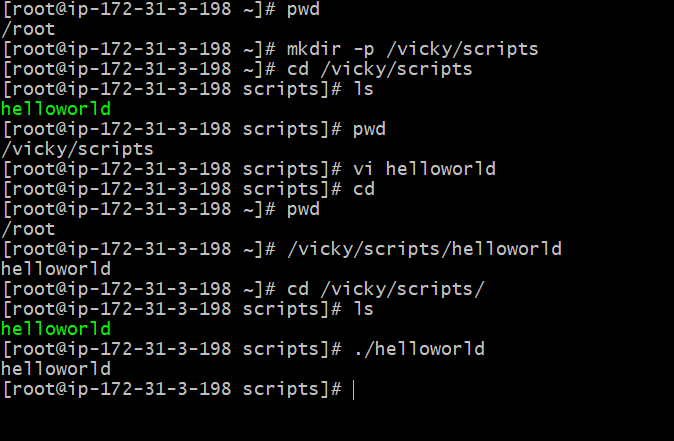 [root@ip-172-31-3-198 ~]# pwd
/root
[root@ip-172-31-3-198 ~]# mkdir -p /vicky/scripts
[root@ip-172-31-3-198 ~]# cd /vicky/scripts
[root@ip-172-31-3-198 scripts]# ls
helloworld
[root@ip-172-31-3-198 scripts]# pwd
/vicky/scripts
[root@ip-172-31-3-198 scripts]# vi helloworld
[root@ip-172-31-3-198 scripts]# cd
[root@ip-172-31-3-198 ~]# pwd
/root
[root@ip-172-31-3-198 ~]# /vicky/scripts/helloworld
helloworld
[root@ip-172-31-3-198 ~]# cd /vicky/scripts/
[root@ip-172-31-3-198 scripts]# ls
helloworld
[root@ip-172-31-3-198 scripts]# ./helloworld
helloworld
[root@ip-172-31-3-198 scripts]#